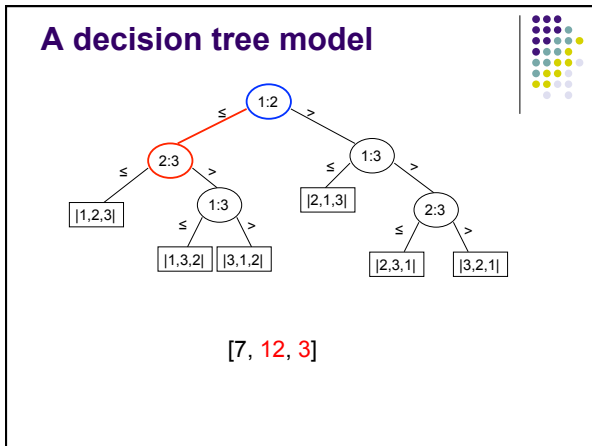 A decision tree model
1:2
≤ >
2:3 1:3
≤ > ≤ >
|1,2,3| 1:3 |2,1,3| 2:3
≤ > ≤ >
|1,3,2| |3,1,2| |2,3,1| |3,2,1|
[7, 12, 3]